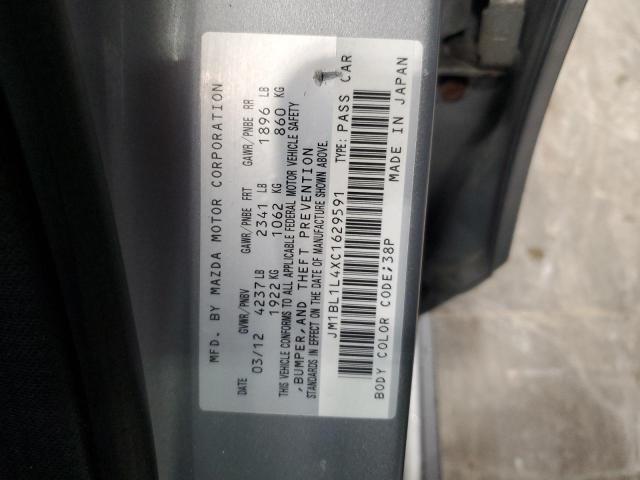 MFD. BY MAZDA MOTOR CORPORATION
DATE GVWR/PNBV GAWR/PNBE FRT GAWR/PNBE RR
03/12 4237 LB 2341 LB 1896 LB
1922 KG 1062 KG 860 KG
THIS VEHICLE CONFORMS TO ALL APPLICABLE FEDERAL MOTOR VEHICLE SAFETY
,BUMPER,AND THEFT PREVENTION
STANDARDS IN EFFECT ON THE DATE OF MANUFACTURE SHOWN ABOVE.
JM1BL1L4XC1629591 TYPE: PASS CAR
BODY COLOR CODE;38P MADE IN JAPAN